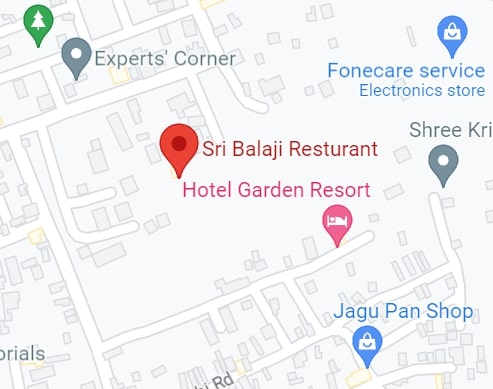 Experts' Corner
Fonecare service
Electronics store
Shree Kri
Sri Balaji Resturant
Hotel Garden Resort
Jagu Pan Shop
orials
hi Rd